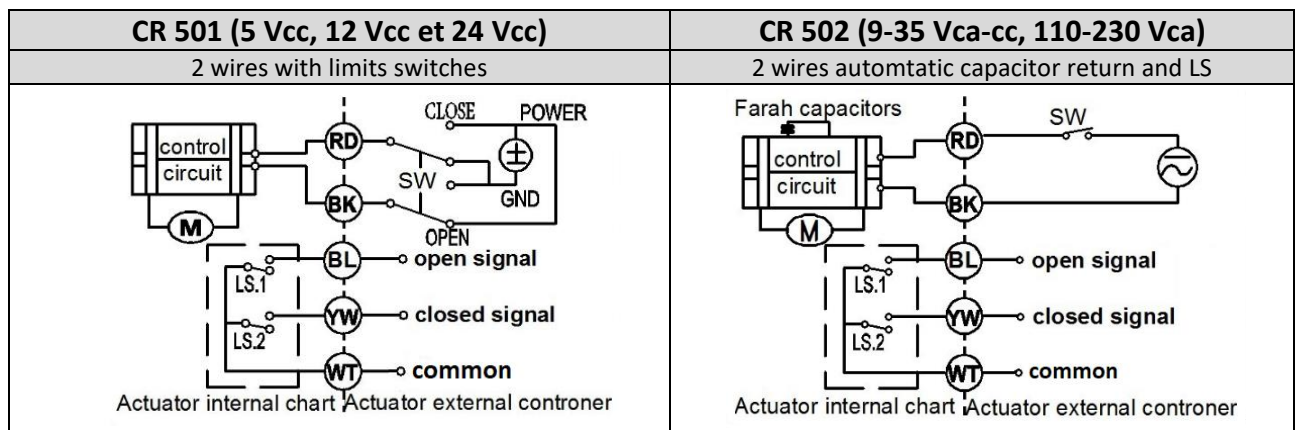 CR 501 (5 Vcc, 12 Vcc et 24 Vcc)
2 wires with limits switches
CLOSE POWER
control
circuit
RD
SW
GND
BK
M
OPEN
BL open signal
LS.1
YW closed signal
LS.2
WT common
Actuator internal chart Actuator external controner
CR 502 (9-35 Vca-cc, 110-230 Vca)
2 wires automtatic capacitor return and LS
Farah capacitors
SW
RD
control
circuit
BK
M
BL open signal
LS.1
YW closed signal
LS.2
WT common
Actuator internal chart Actuator external controner